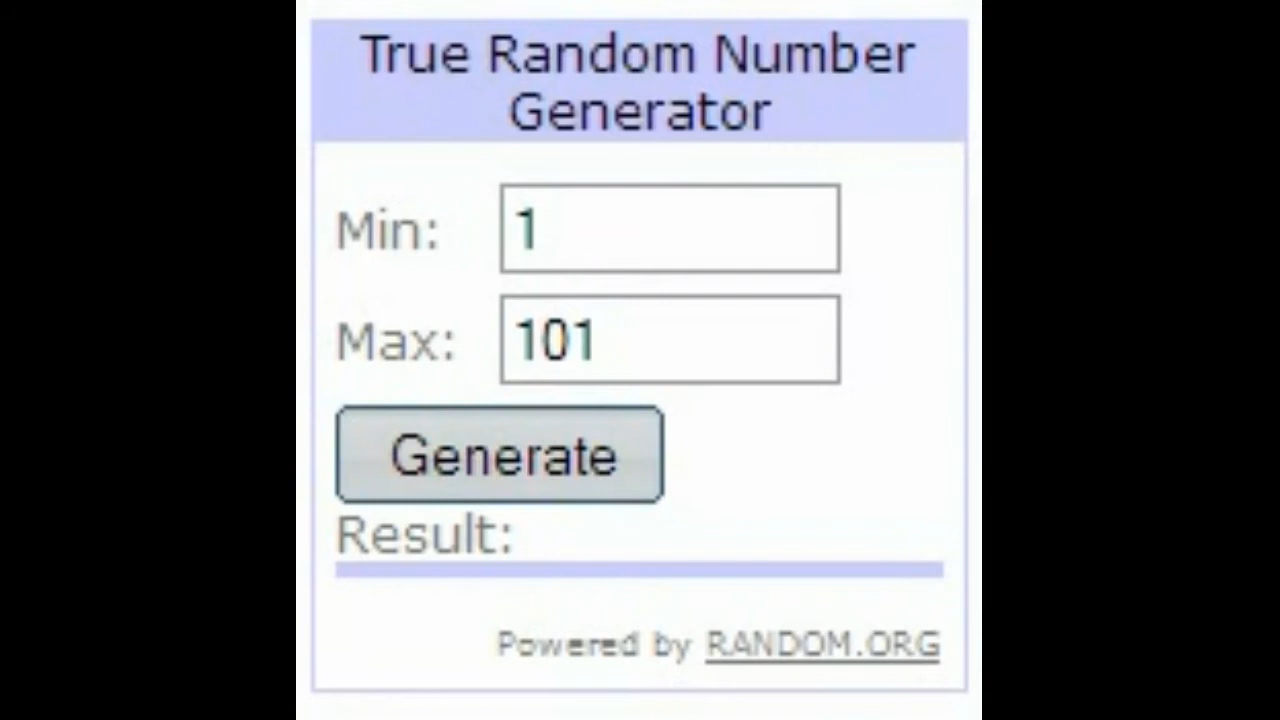 True Random Number
Generator
Min: 1
Max: 101
Generate
Result:
Powered by RANDOM.ORG